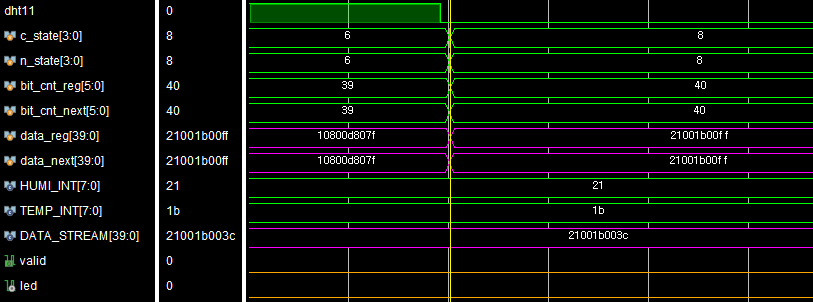 dht11 0
c_state[3:0] 8 6 8
n_state[3:0] 8 6 8
bit_cnt_reg[5:0] 40 39 40
bit_cnt_next[5:0] 40 39 40
data_reg[39:0] 21001b00ff 10800d807f 21001b00ff
data_next[39:0] 21001b00ff 10800d807f 21001b00ff
HUMI_INT[7:0] 21 21
TEMP_INT[7:0] 1b 1b
DATA_STREAM[39:0] 21001b003c 21001b003c
valid 0
led 0